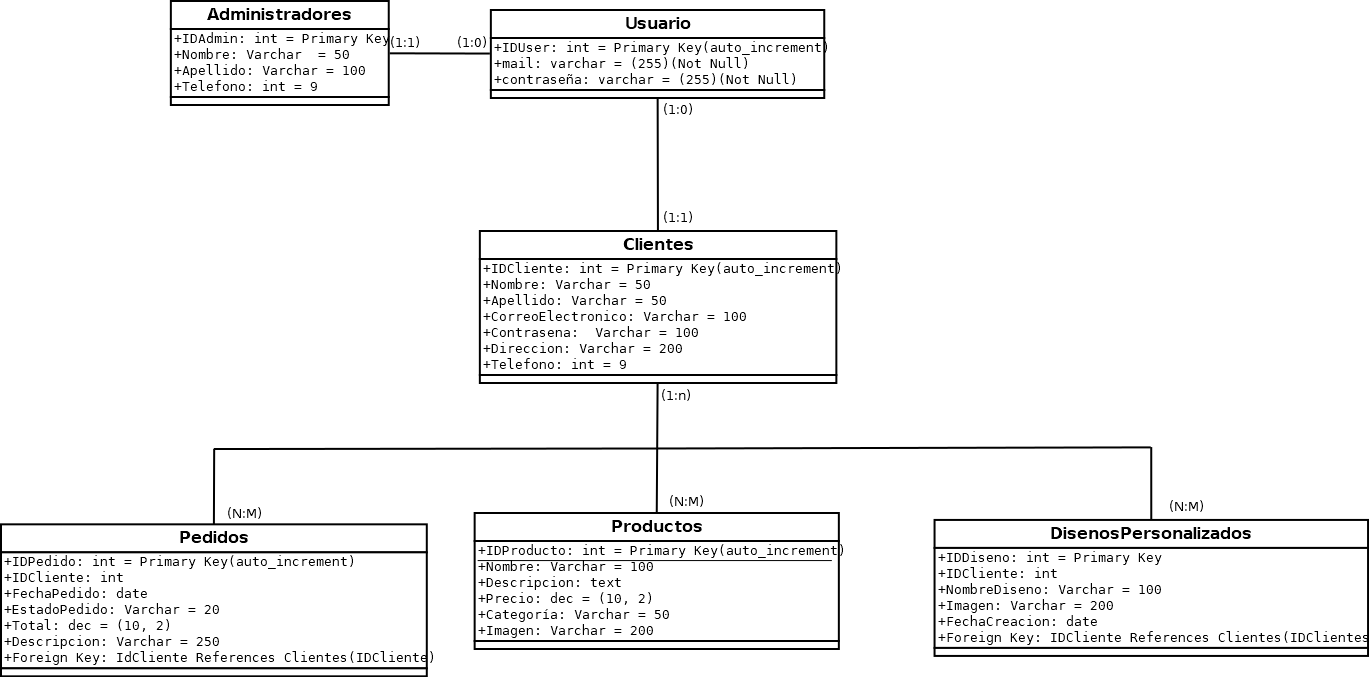 Administradores
+IDAdmin: int = Primary Key
+Nombre: Varchar  = 50
+Apellido: Varchar = 100
+Telefono: int = 9
(1:1)
(1:0)
Usuario
+IDUser: int = Primary Key(auto_increment)
+mail: varchar = (255)(Not Null)
+contraseña: varchar = (255)(Not Null)
(1:0)
(1:1)
Clientes
+IDCliente: int = Primary Key(auto_increment)
+Nombre: Varchar = 50
+Apellido: Varchar = 50
+CorreoElectronico: Varchar = 100
+Contrasena:  Varchar = 100
+Direccion: Varchar = 200
+Telefono: int = 9
(1:n)
(N:M)
Pedidos
+IDPedido: int = Primary Key(auto_increment)
+IDCliente: int
+FechaPedido: date
+EstadoPedido: Varchar = 20
+Total: dec = (10, 2)
+Descripcion: Varchar = 250
+Foreign Key: IdCliente References Clientes(IDCliente)
(N:M)
Productos
+IDProducto: int = Primary Key(auto_increment)
+Nombre: Varchar = 100
+Descripcion: text
+Precio: dec = (10, 2)
+Categoría: Varchar = 50
+Imagen: Varchar = 200
(N:M)
DisenosPersonalizados
+IDDiseno: int = Primary Key
+IDCliente: int
+NombreDiseno: Varchar = 100
+Imagen: Varchar = 200
+FechaCreacion: date
+Foreign Key: IDCliente References Clientes(IDClientes